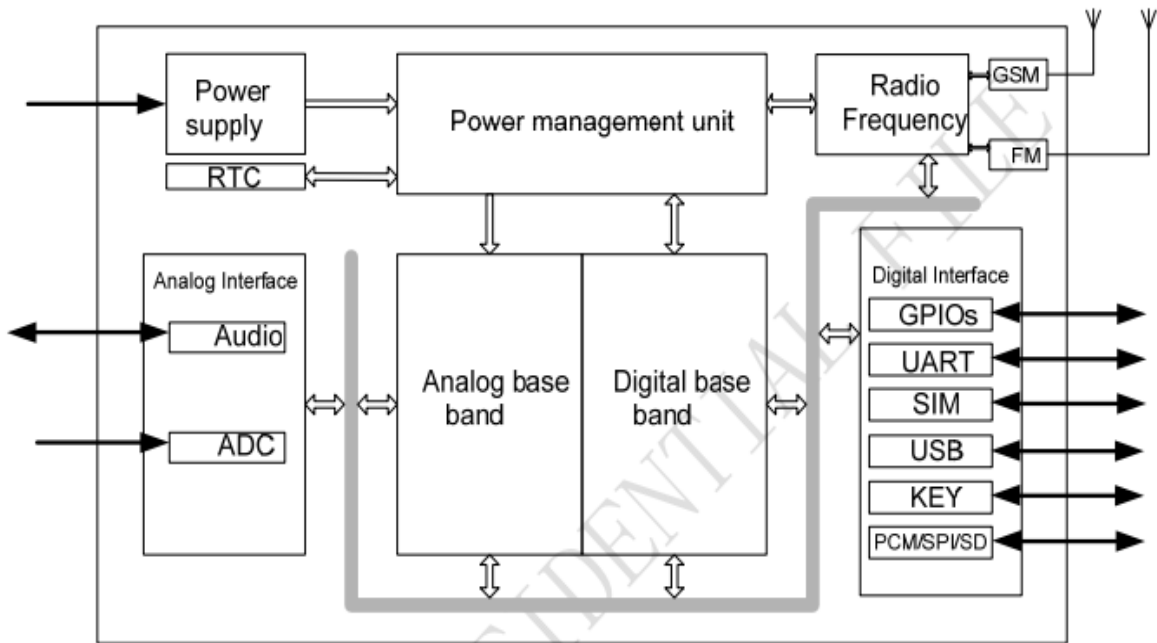 Power
supply
RTC
Power management unit
Radio
Frequency
GSM
FM
Analog Interface
Audio
ADC
Analog base
band
Digital base
band
Digital Interface
GPIOs
UART
SIM
USB
KEY
PCM/SPI/SD
FILE